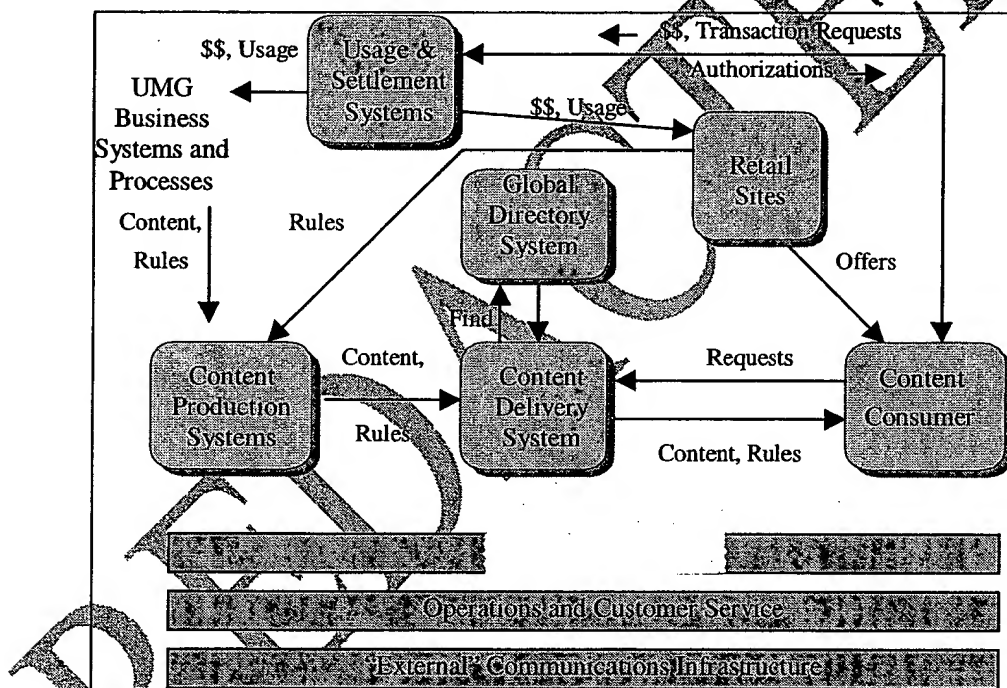 $$, Transaction Requests
Authorizations
$$, Usage
Usage &
Settlement
Systems
UMG
Business
Systems and
Processes
$$, Usage
Retail
Sites
Global
Directory
System
Content,
Rules
Rules
Offers
Find
Content
Production
Systems
Content,
Rules
Content
Delivery
System
Requests
Content, Rules
Content
Consumer
Operations and Customer Service
"External" Communications Infrastructure